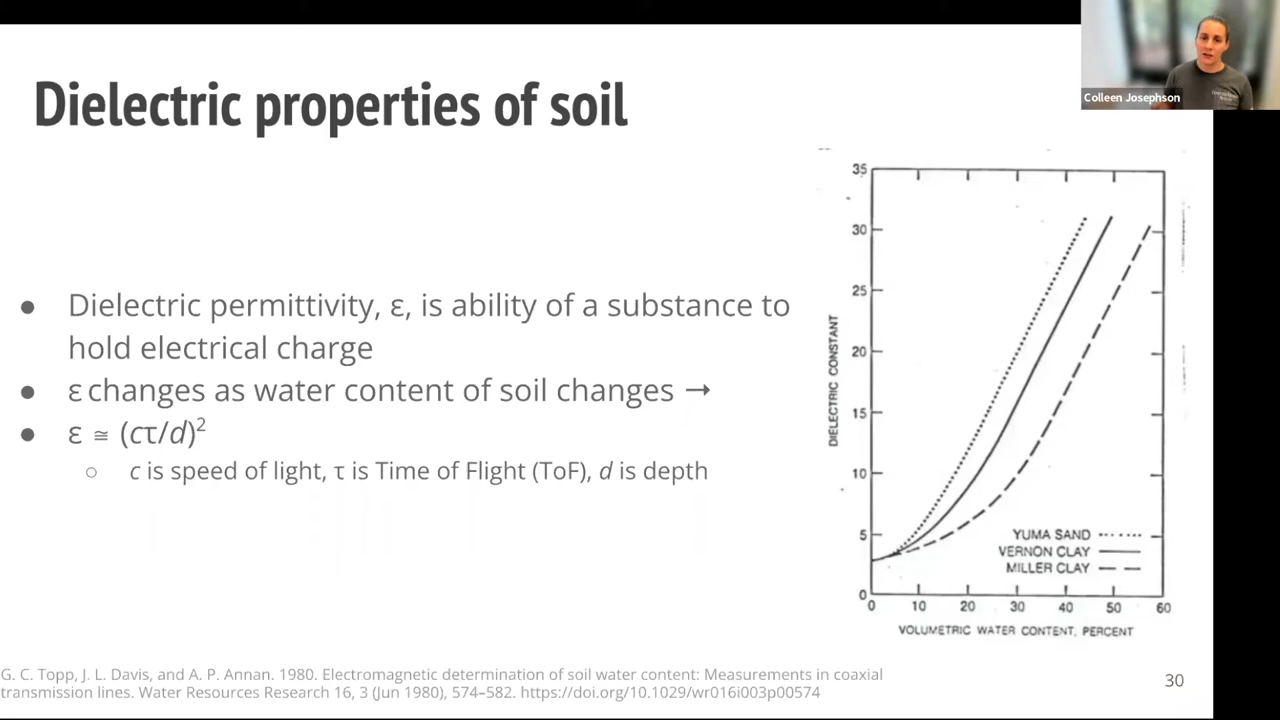 Colleen Josephson
Dielectric properties of soil
● Dielectric permittivity, ε, is ability of a substance to
hold electrical charge
● ε changes as water content of soil changes →
● ε ≅ (cτ/d)²
○ c is speed of light, τ is Time of Flight (ToF), d is depth
35
30
25
20
15
10
5
0
DIELECTRIC CONSTANT
YUMA SAND
VERNON CLAY
MILLER CLAY
0 10 20 30 40 50 60
VOLUMETRIC WATER CONTENT, PERCENT
G. C. Topp, J. L. Davis, and A. P. Annan. 1980. Electromagnetic determination of soil water content: Measurements in coaxial
transmission lines. Water Resources Research 16, 3 (Jun 1980), 574–582. https://doi.org/10.1029/wr016i003p00574
30